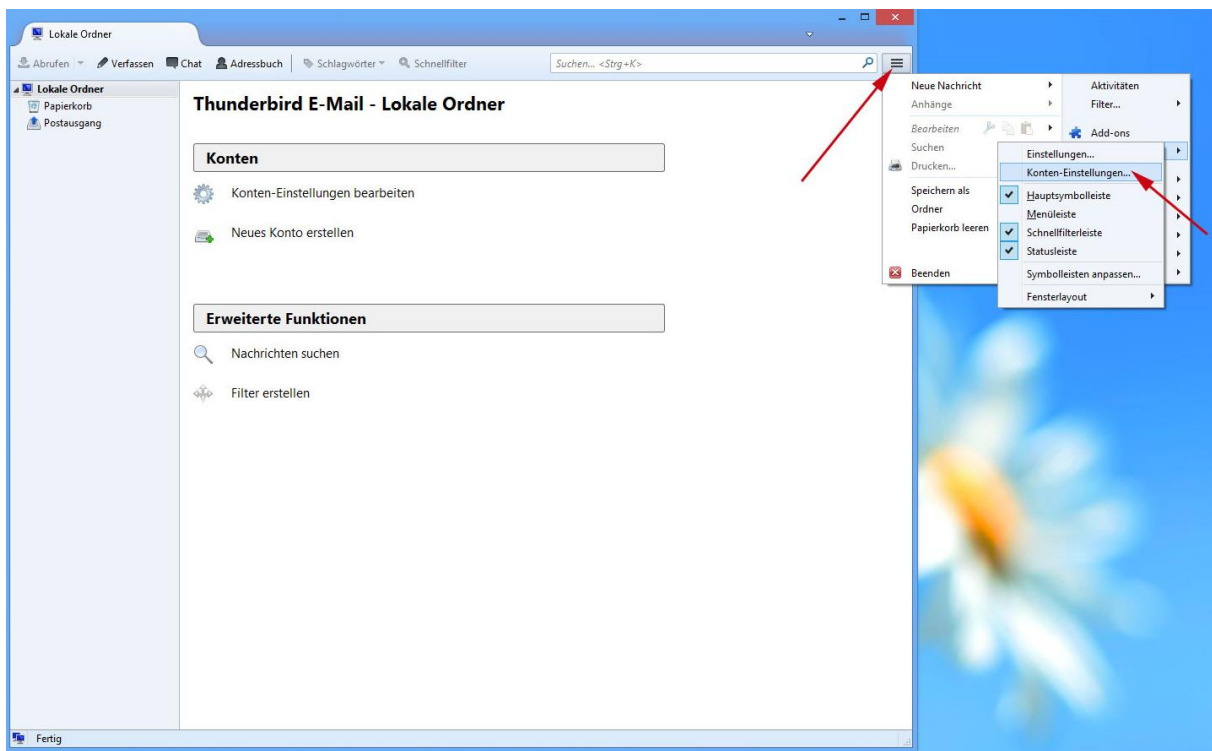 Lokale Ordner
Abrufen Verfassen Chat Adressbuch Schlagwörter Schnellfilter Suchen... <Strg+K>
Lokale Ordner
Papierkorb
Postausgang
Thunderbird E-Mail - Lokale Ordner
Konten
Konten-Einstellungen bearbeiten
Neues Konto erstellen
Erweiterte Funktionen
Nachrichten suchen
Filter erstellen
Neue Nachricht
Anhänge
Bearbeiten
Suchen
Drucken...
Speichern als
Ordner
Papierkorb leeren
Beenden
Aktivitäten
Filter...
Add-ons
Einstellungen...
Konten-Einstellungen...
Hauptsymbolleiste
Menüleiste
Schnellfilterleiste
Statusleiste
Symbolleisten anpassen...
Fensterlayout
Fertig